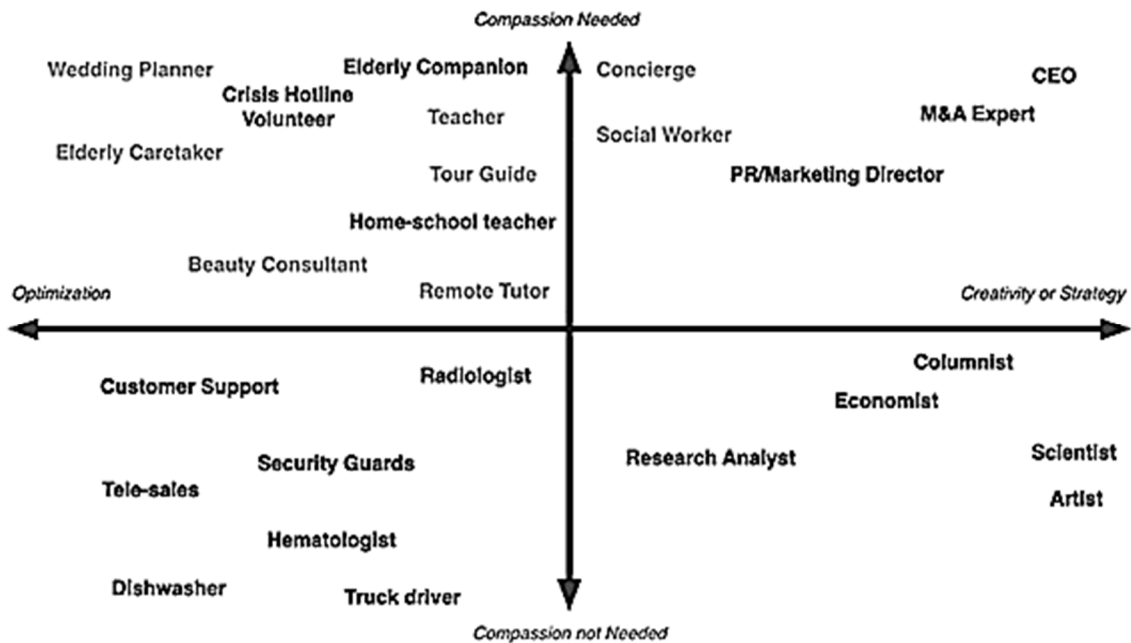 Compassion Needed
Wedding Planner
Elderly Companion
Concierge
CEO
Crisis Hotline
Volunteer
Teacher
M&A Expert
Social Worker
Elderly Caretaker
Tour Guide
PR/Marketing Director
Home-school teacher
Beauty Consultant
Optimization
Remote Tutor
Creativity or Strategy
Customer Support
Radiologist
Columnist
Economist
Security Guards
Research Analyst
Scientist
Tele-sales
Artist
Hematologist
Dishwasher
Truck driver
Compassion not Needed